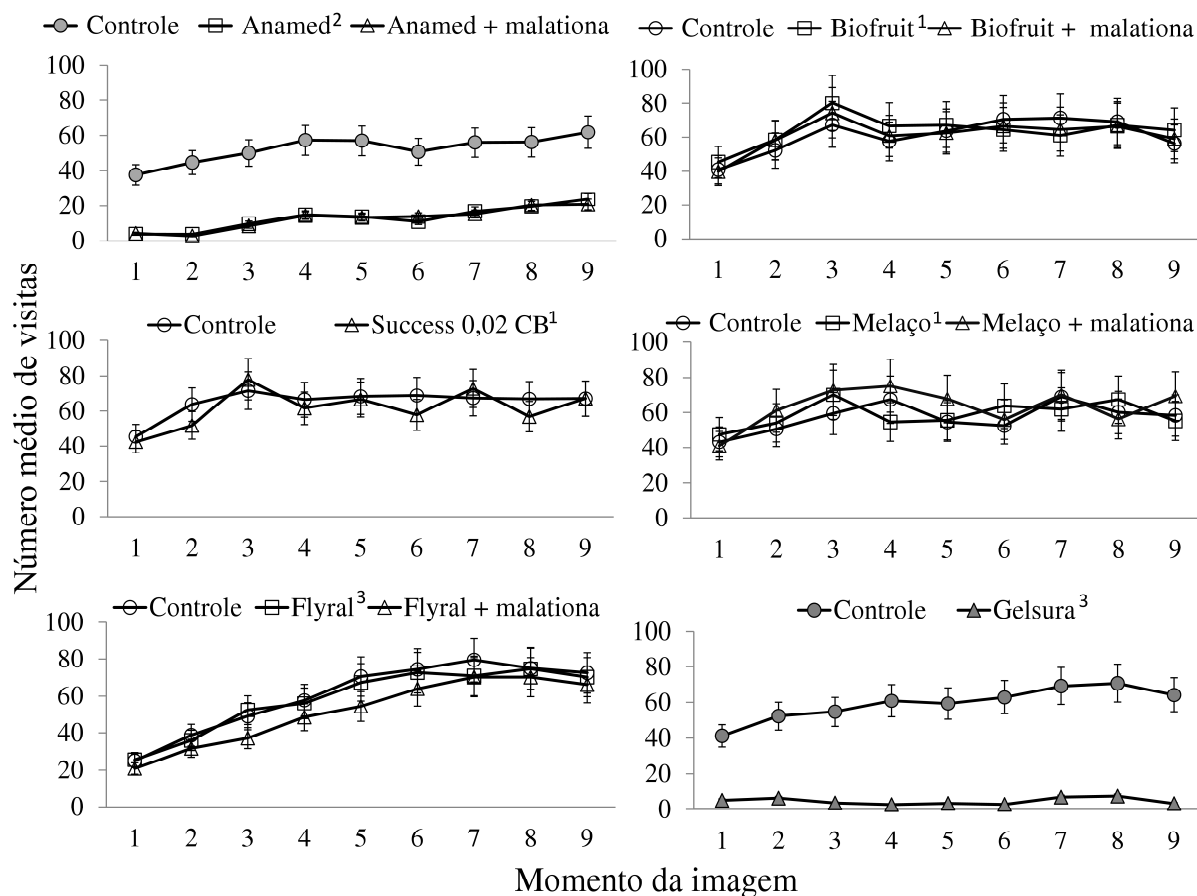 Controle Anamed² Anamed + malationa
100
80
60
40
20
0
1 2 3 4 5 6 7 8 9
Controle Biofruit¹ Biofruit + malationa
100
80
60
40
20
0
1 2 3 4 5 6 7 8 9
Número médio de visitas
Controle Success 0,02 CB¹
100
80
60
40
20
0
1 2 3 4 5 6 7 8 9
Controle Melaço¹ Melaço + malationa
100
80
60
40
20
0
1 2 3 4 5 6 7 8 9
Controle Flyral³ Flyral + malationa
100
80
60
40
20
0
1 2 3 4 5 6 7 8 9
Controle Gelsura³
100
80
60
40
20
0
1 2 3 4 5 6 7 8 9
Momento da imagem